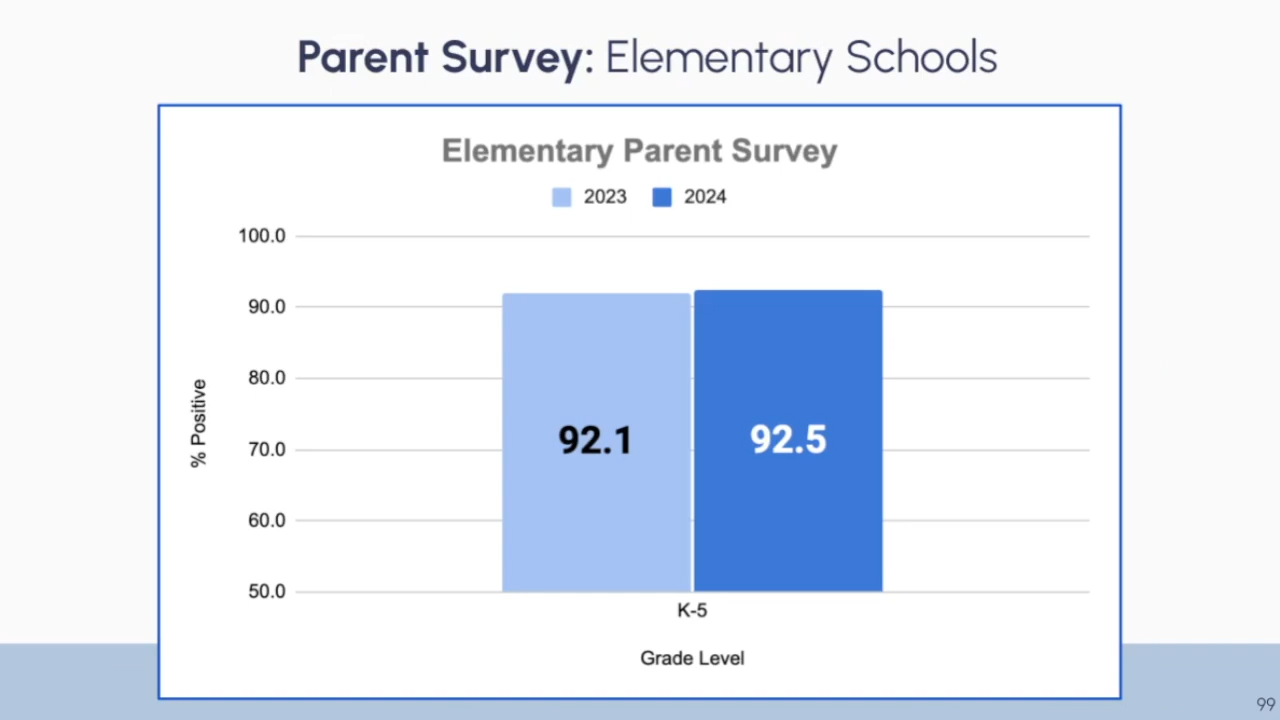 Parent Survey: Elementary Schools
Elementary Parent Survey
2023 2024
100.0
90.0
80.0
70.0
60.0
50.0
% Positive
92.1 92.5
K-5
Grade Level
99